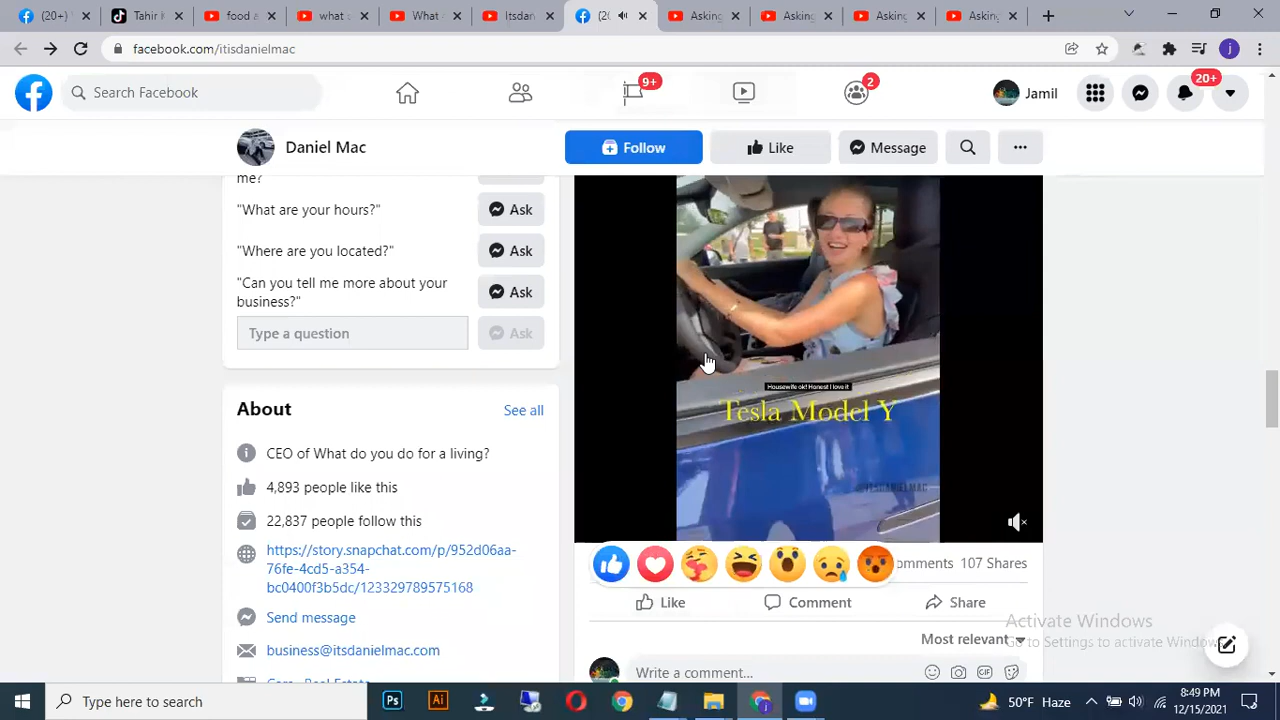 (20+)
Tahir
food a
what
What
Itsdan
(20
Asking
Asking
Asking
Asking
facebook.com/itisdanielmac
Search Facebook
9+
2
Jamil
20+
Daniel Mac
Follow
Like
Message
me?
"What are your hours?"
Ask
"Where are you located?"
Ask
"Can you tell me more about your
business?"
Ask
Type a question
Ask
About
See all
CEO of What do you do for a living?
4,893 people like this
22,837 people follow this
https://story.snapchat.com/p/952d06aa-
76fe-4cd5-a354-
bc0400f3b5dc/123329789575168
Send message
business@itsdanielmac.com
Housewife ok! Honest I love it
Tesla Model Y
@ITSDANIELMAC
omments 107 Shares
Like
Comment
Share
Most relevant
Write a comment...
GIF
Activate Windows
Go to Settings to activate Windows
Type here to search
Ps
Ai
50°F Haze
8:49 PM
12/15/2021